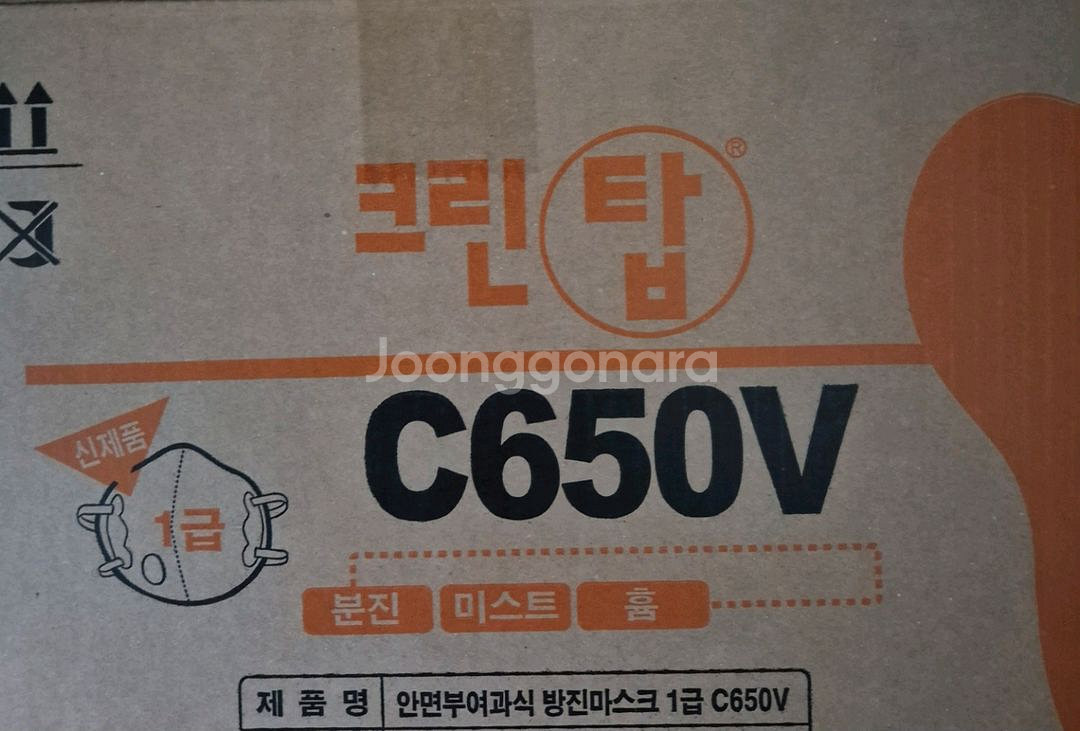 크린탑®
Joonggonara
C650V
신제품
1급
분진 미스트 흄
제 품 명 안면부여과식 방진마스크 1급 C650V